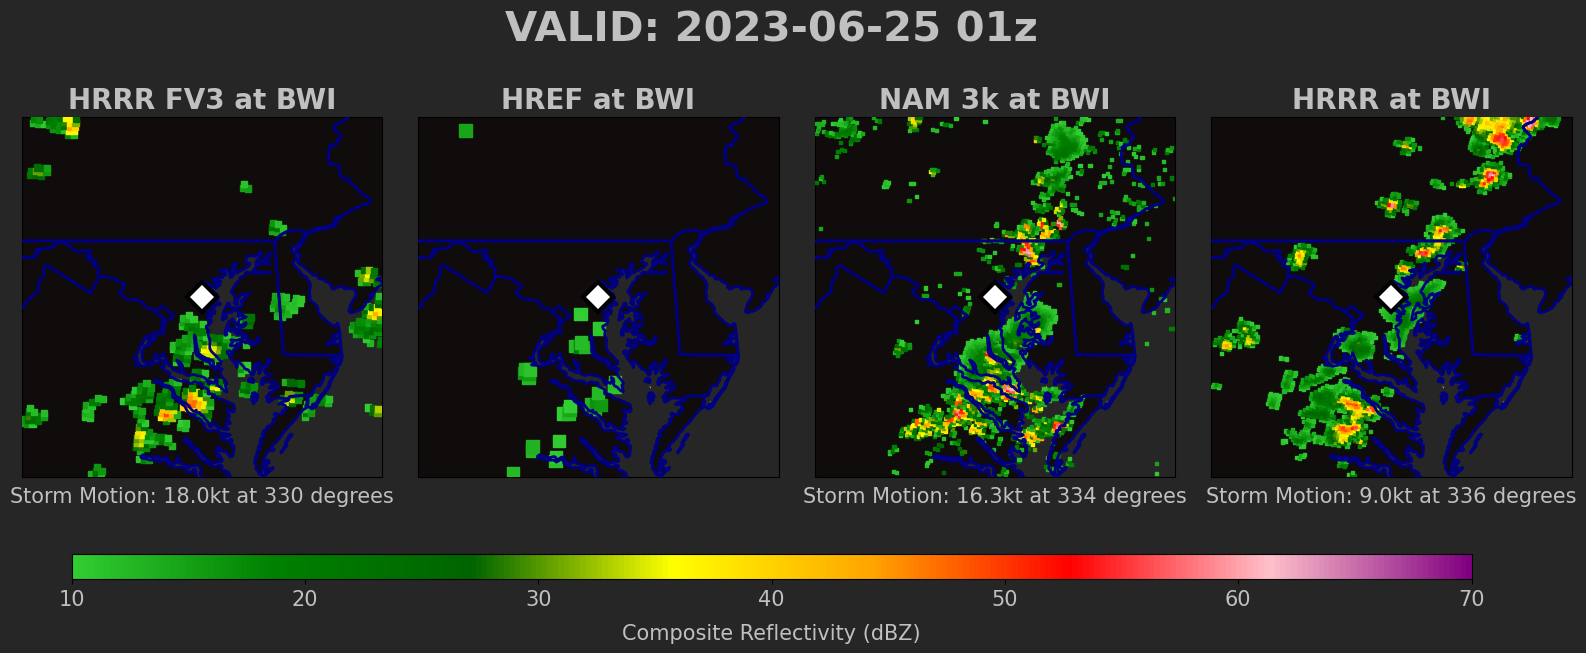 VALID: 2023-06-25 01z
HRRR FV3 at BWI
HREF at BWI
NAM 3k at BWI
HRRR at BWI
Storm Motion: 18.0kt at 330 degrees
Storm Motion: 16.3kt at 334 degrees
Storm Motion: 9.0kt at 336 degrees
10 20 30 40 50 60 70
Composite Reflectivity (dBZ)